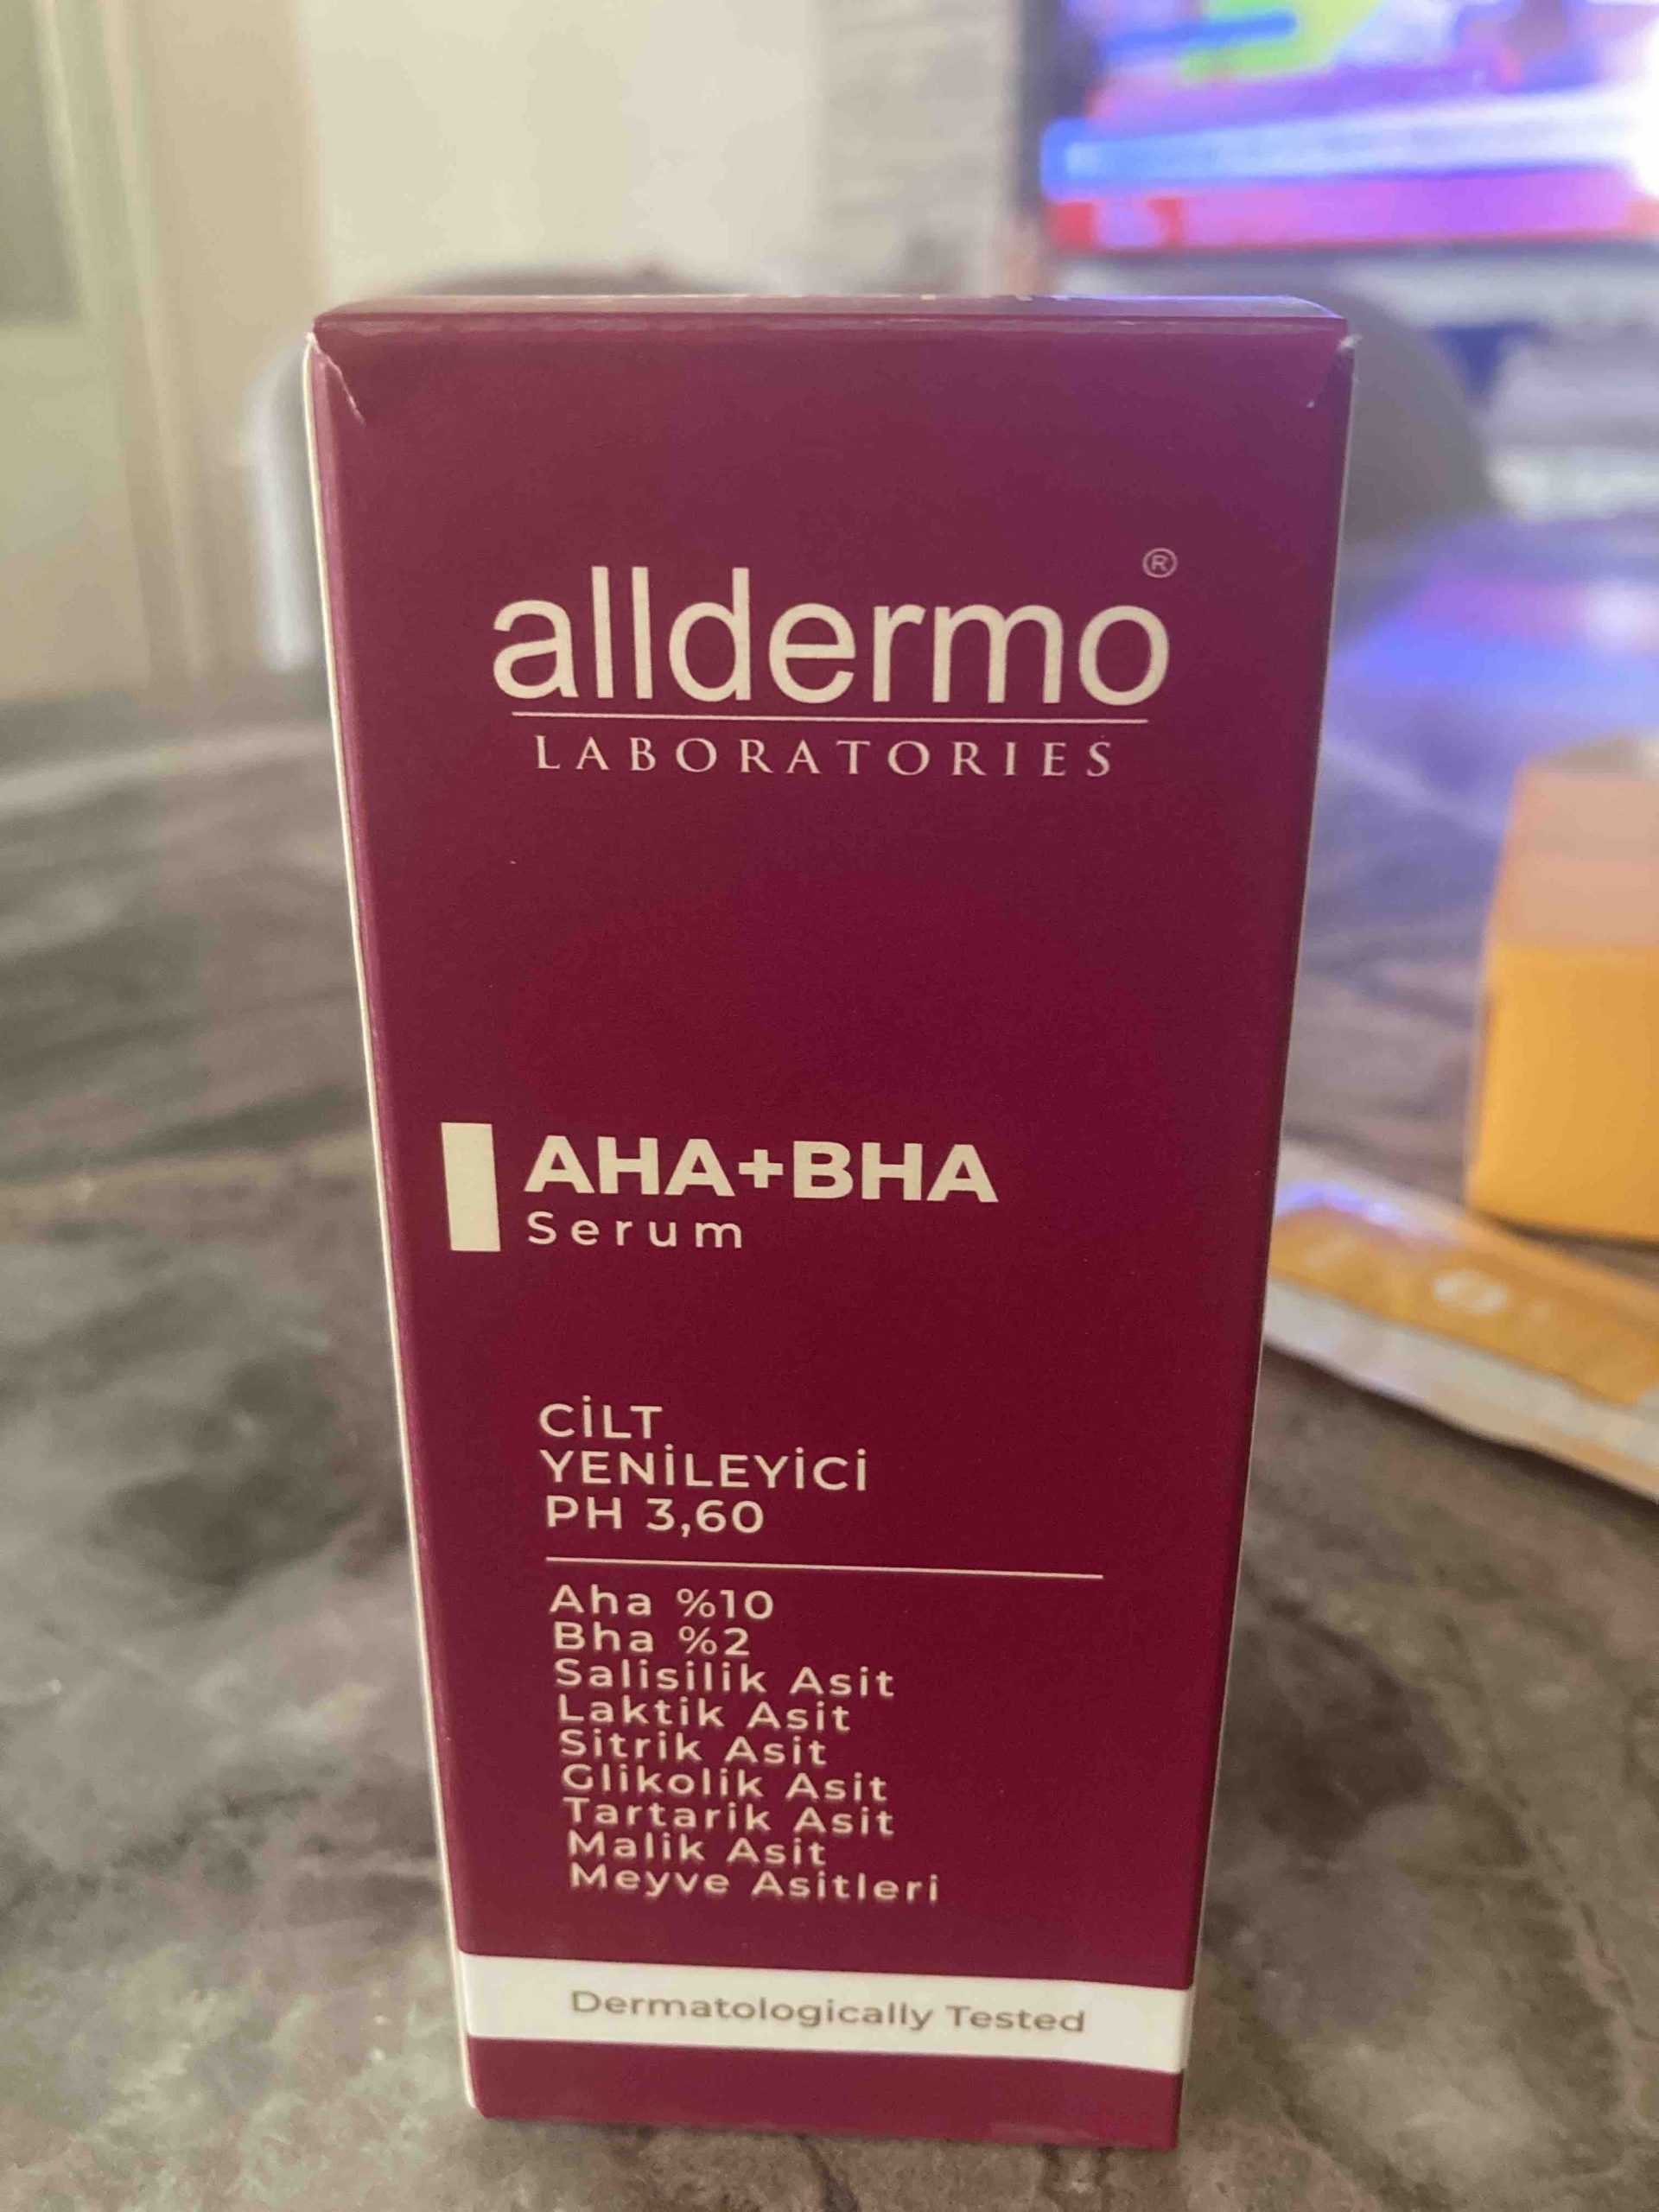 alldermo®
LABORATORIES
AHA+BHA
Serum
CİLT
YENİLEYİCİ
PH 3,60
Aha %10
Bha %2
Salisilik Asit
Laktik Asit
Sitrik Asit
Glikolik Asit
Tartarik Asit
Malik Asit
Meyve Asitleri
Dermatologically Tested